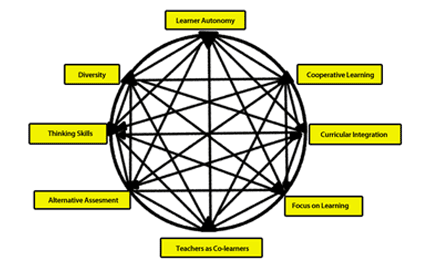 Learner Autonomy
Diversity
Cooperative Learning
Thinking Skills
Curricular Integration
Alternative Assesment
Focus on Learning
Teachers as Co-learners